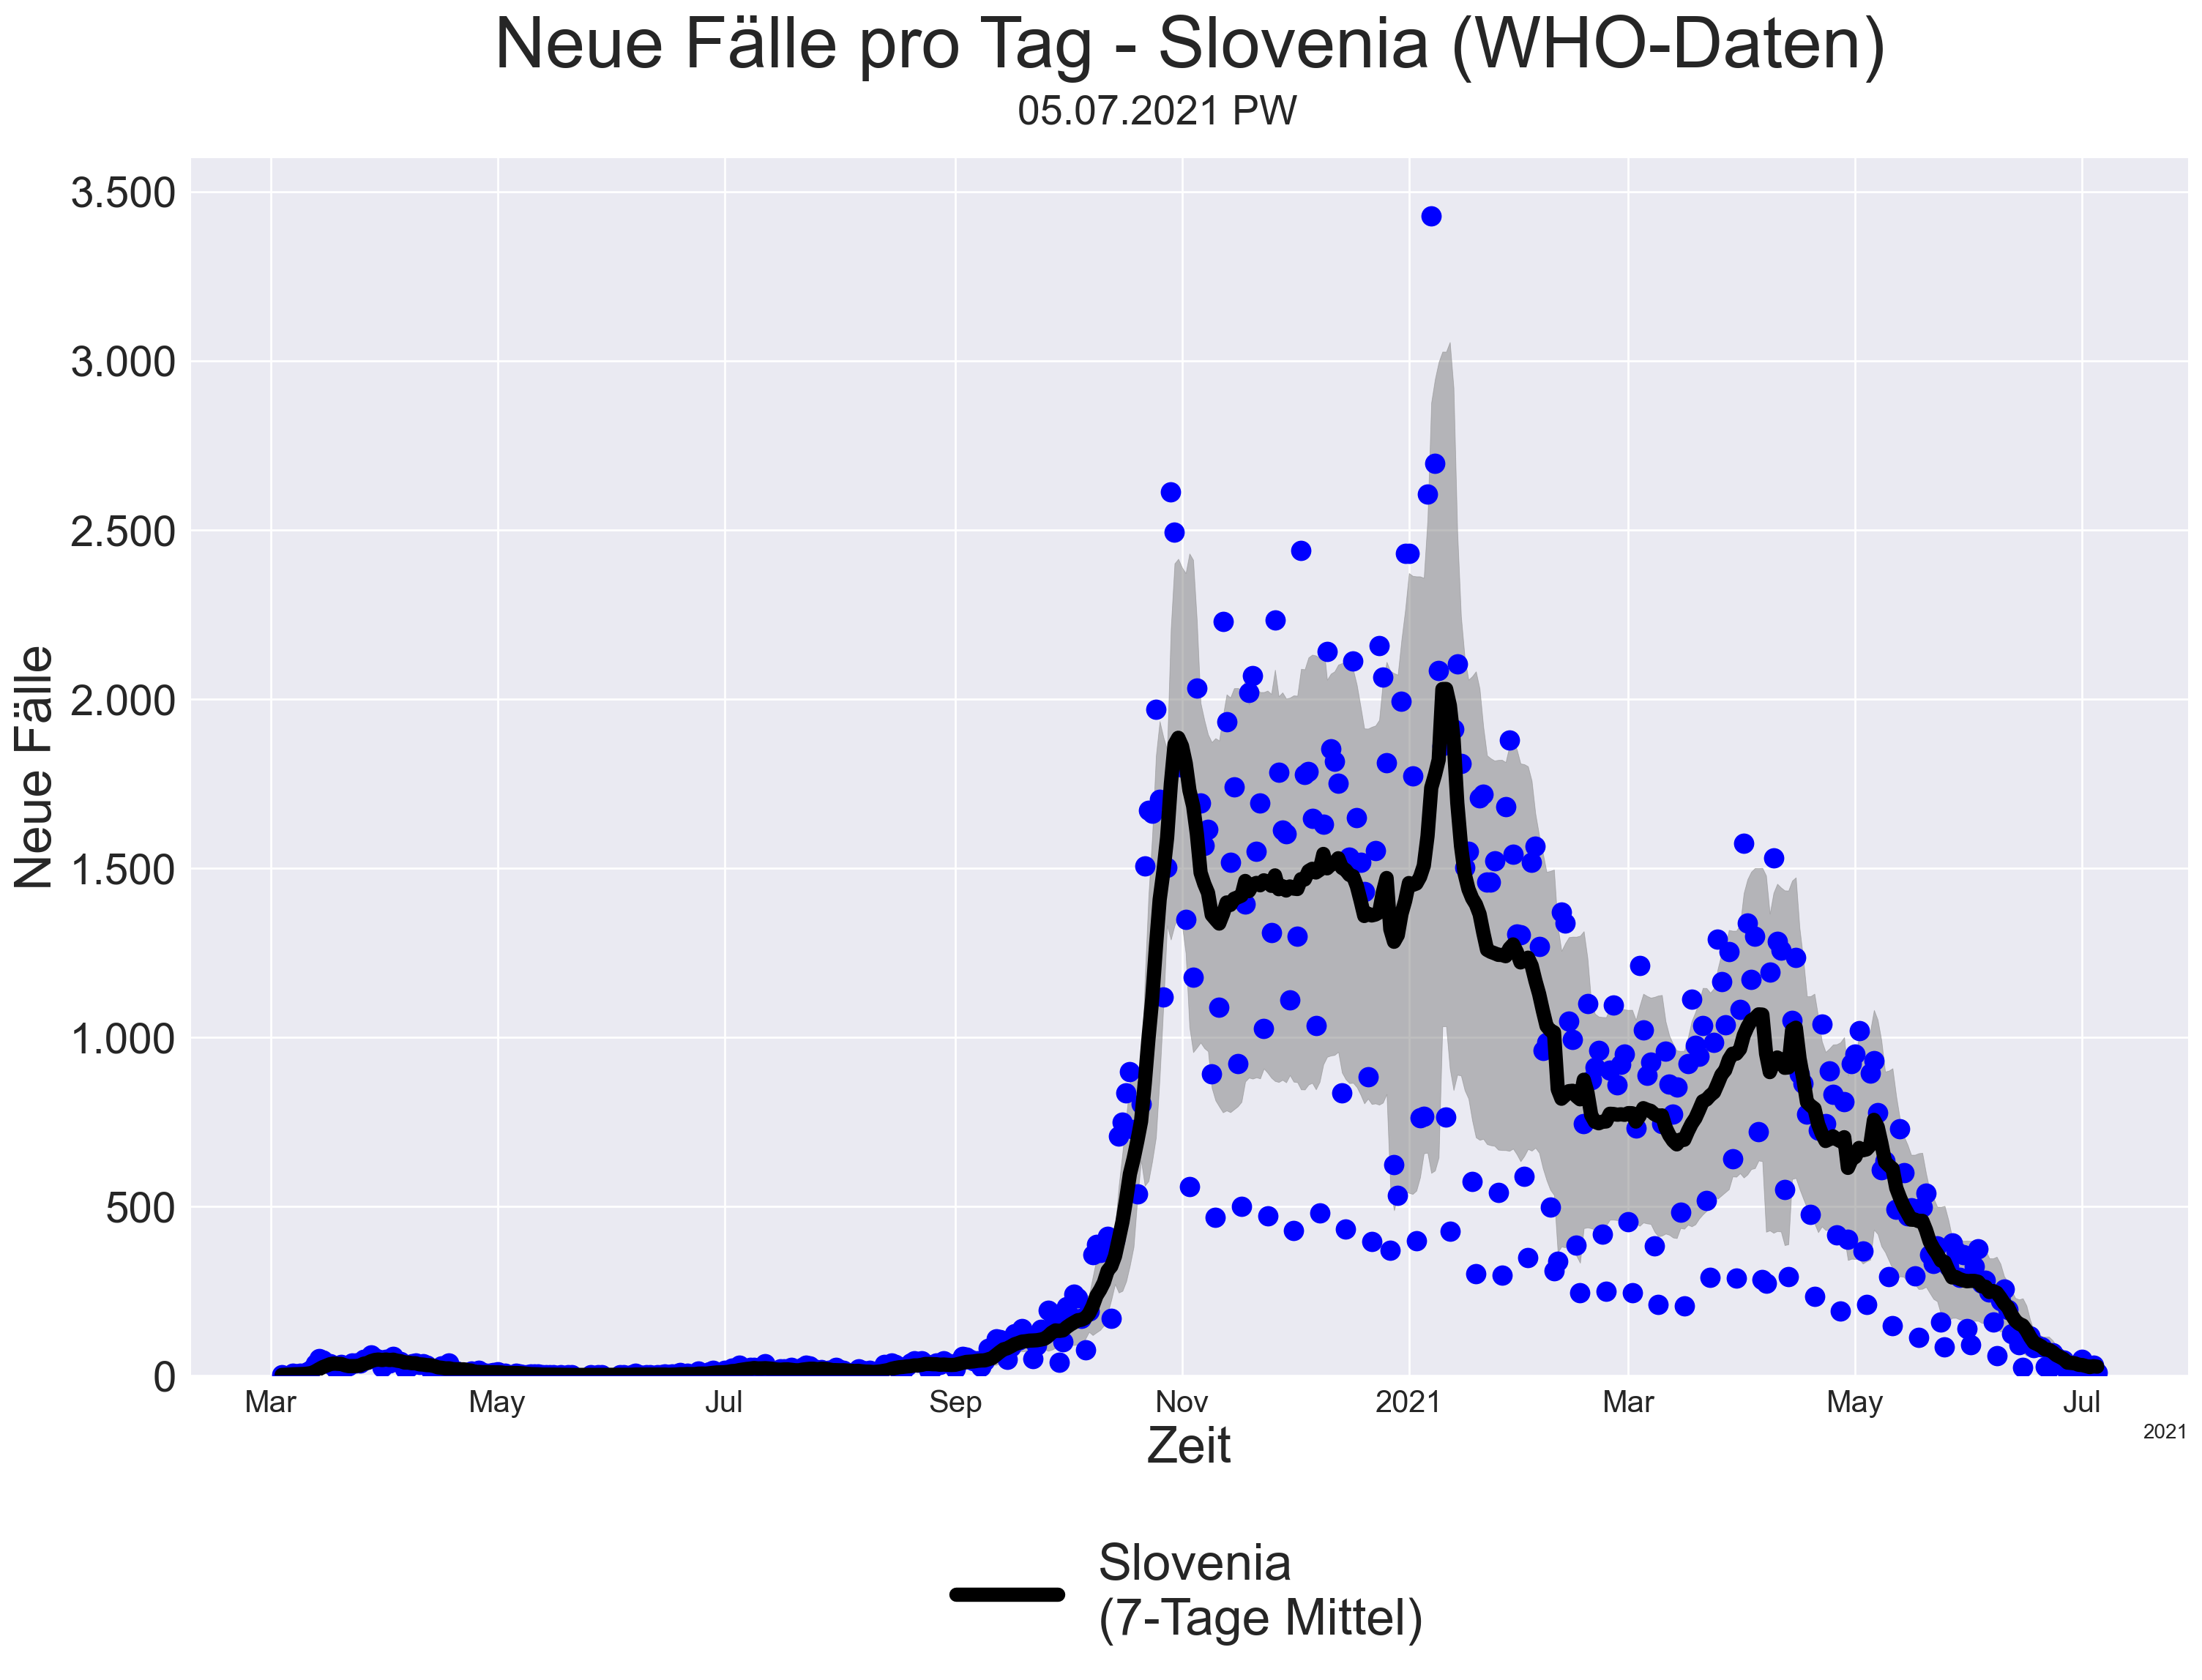 Neue Fälle pro Tag - Slovenia (WHO-Daten)
05.07.2021 PW
Neue Fälle
3.500
3.000
2.500
2.000
1.500
1.000
500
0
Mar May Jul Sep Nov 2021 Mar May Jul
2021
Zeit
Slovenia
(7-Tage Mittel)